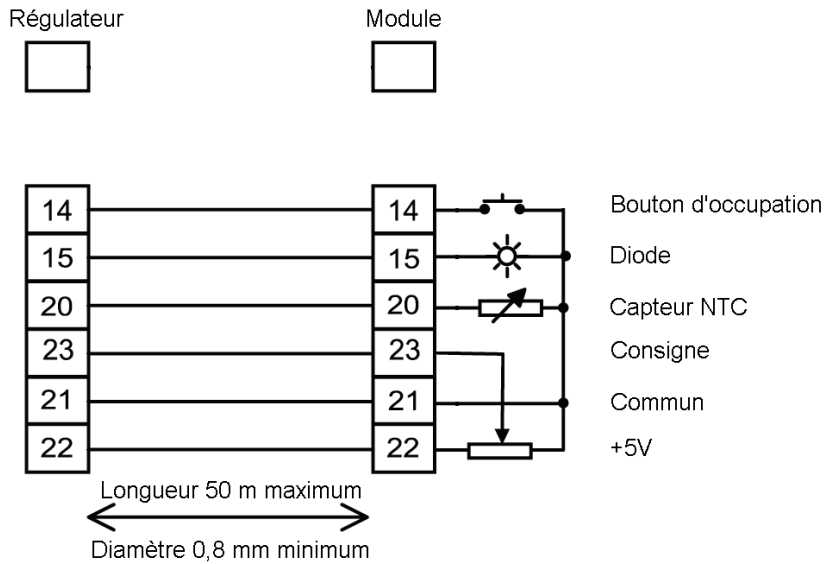 Régulateur Module
14 14 Bouton d'occupation
15 15 Diode
20 20 Capteur NTC
23 23 Consigne
21 21 Commun
22 22 +5V
Longueur 50 m maximum
Diamètre 0,8 mm minimum